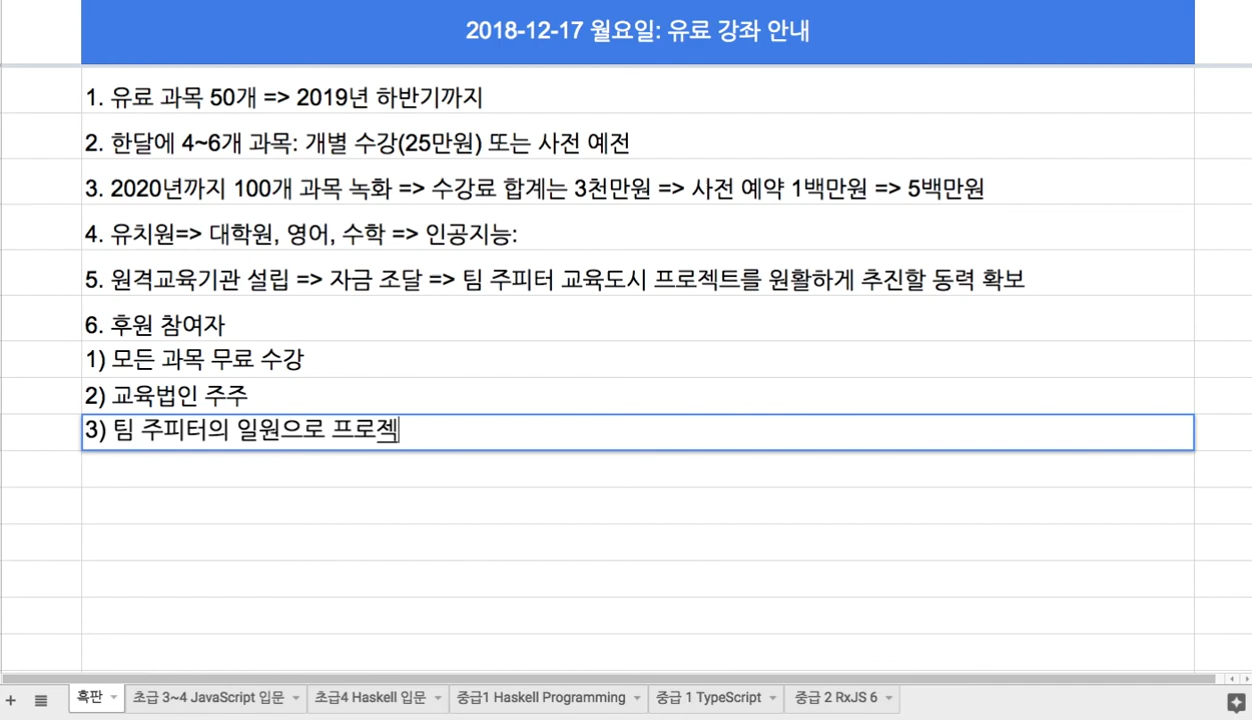 2018-12-17 월요일: 유료 강좌 안내
1. 유료 과목 50개 => 2019년 하반기까지
2. 한달에 4~6개 과목: 개별 수강(25만원) 또는 사전 예전
3. 2020년까지 100개 과목 녹화 => 수강료 합계는 3천만원 => 사전 예약 1백만원 => 5백만원
4. 유치원=> 대학원, 영어, 수학 => 인공지능:
5. 원격교육기관 설립 => 자금 조달 => 팀 주피터 교육도시 프로젝트를 원활하게 추진할 동력 확보
6. 후원 참여자
1) 모든 과목 무료 수강
2) 교육법인 주주
3) 팀 주피터의 일원으로 프로젝
흑판 초급 3~4 JavaScript 입문 초급4 Haskell 입문 중급1 Haskell Programming 중급 1 TypeScript 중급 2 RxJS 6